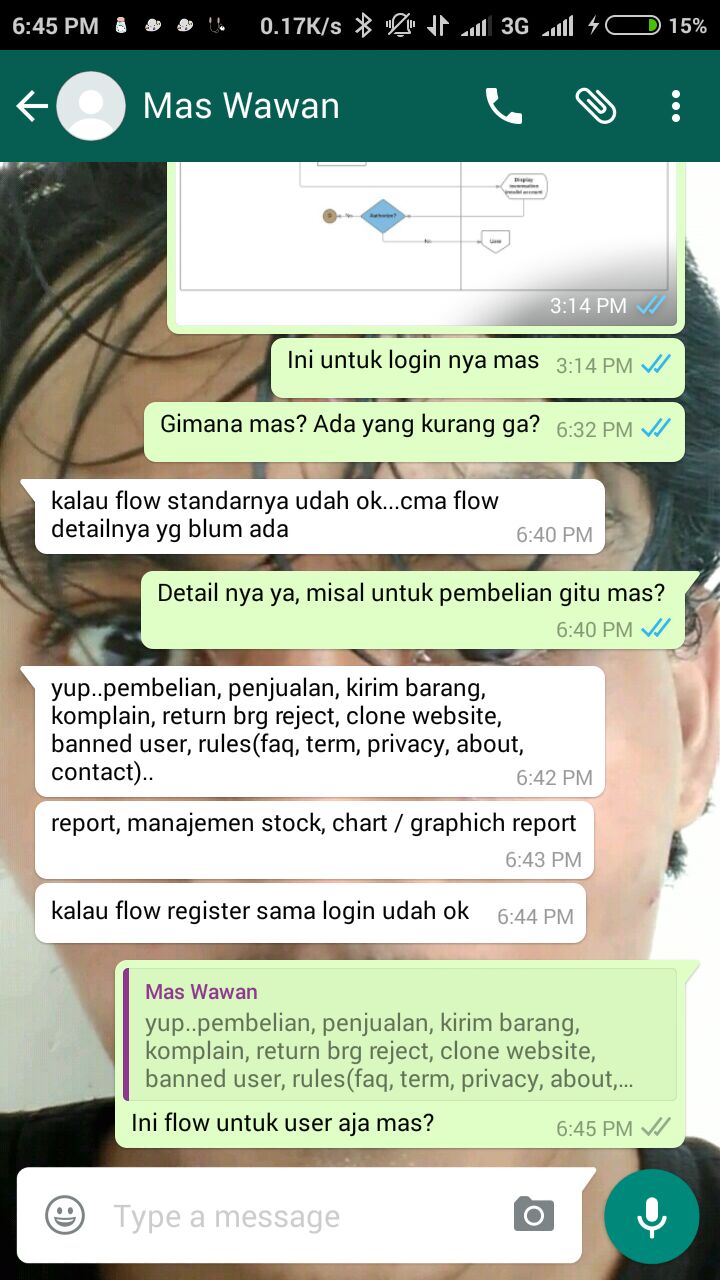 6:45 PM 0.17K/s 3G 15%
Mas Wawan
Display
invalid account
No Authorize?
No User
3:14 PM
Ini untuk login nya mas 3:14 PM
Gimana mas? Ada yang kurang ga? 6:32 PM
kalau flow standarnya udah ok...cma flow
detailnya yg blum ada
6:40 PM
Detail nya ya, misal untuk pembelian gitu mas?
6:40 PM
yup..pembelian, penjualan, kirim barang,
komplain, return brg reject, clone website,
banned user, rules(faq, term, privacy, about,
contact)..
6:42 PM
report, manajemen stock, chart / graphich report
6:43 PM
kalau flow register sama login udah ok 6:44 PM
Mas Wawan
yup..pembelian, penjualan, kirim barang,
komplain, return brg reject, clone website,
banned user, rules(faq, term, privacy, about,...
Ini flow untuk user aja mas? 6:45 PM
Type a message